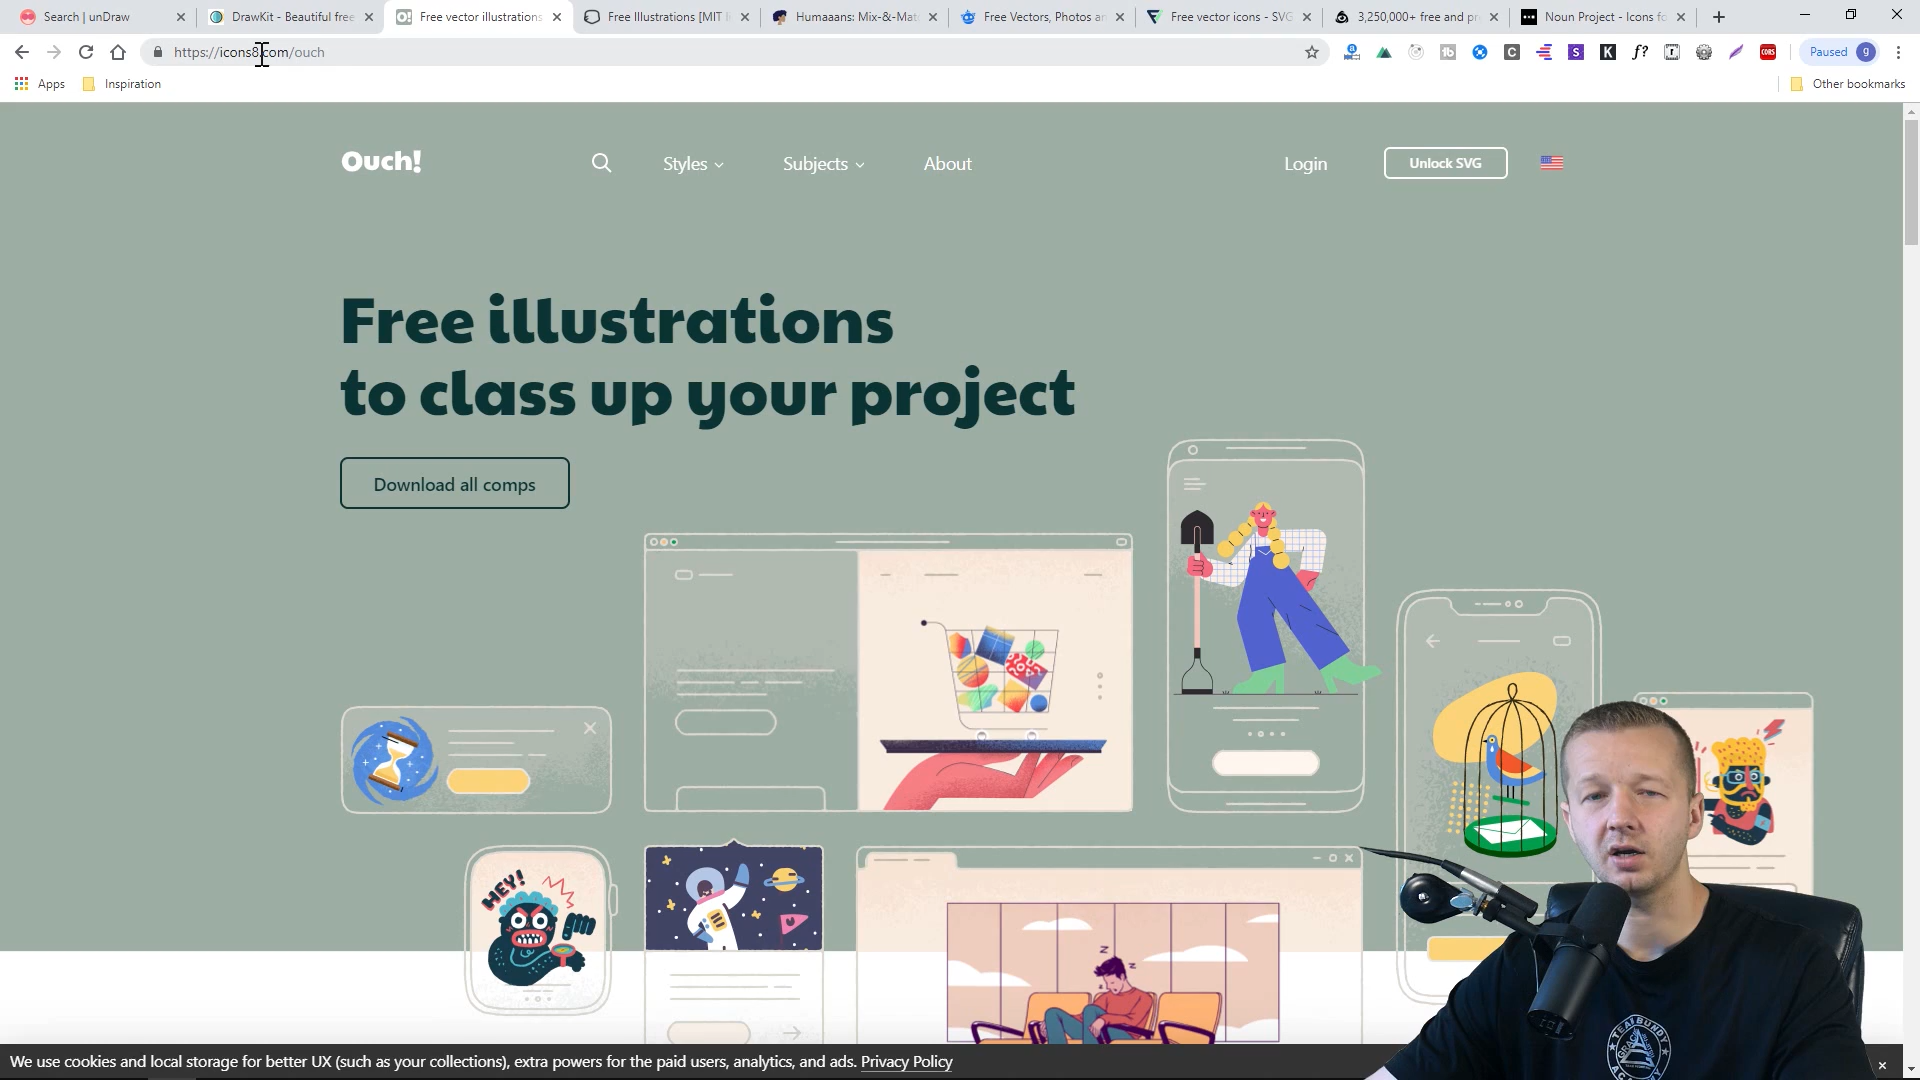 Search | unDraw
DrawKit - Beautiful free
Free vector illustrations
Free Illustrations [MIT
Humaaans: Mix-&-Mat
Free Vectors, Photos an
Free vector icons - SVG
3,250,000+ free and pr
Noun Project - Icons fo
https://icons8.com/ouch
Paused
g
Apps
Inspiration
Other bookmarks
Ouch!
Styles
Subjects
About
Login
Unlock SVG
Free illustrations
to class up your project
Download all comps
HEY!
Z
Z
Z
We use cookies and local storage for better UX (such as your collections), extra powers for the paid users, analytics, and ads. Privacy Policy